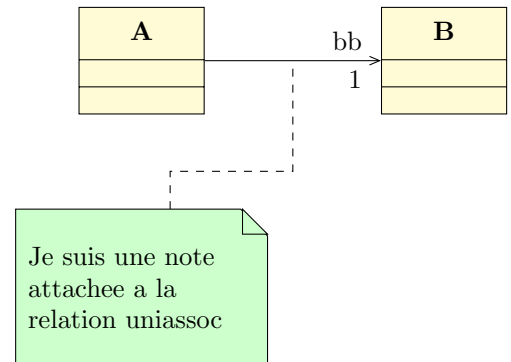 A
bb
B
1
Je suis une note
attachee a la
relation uniassoc